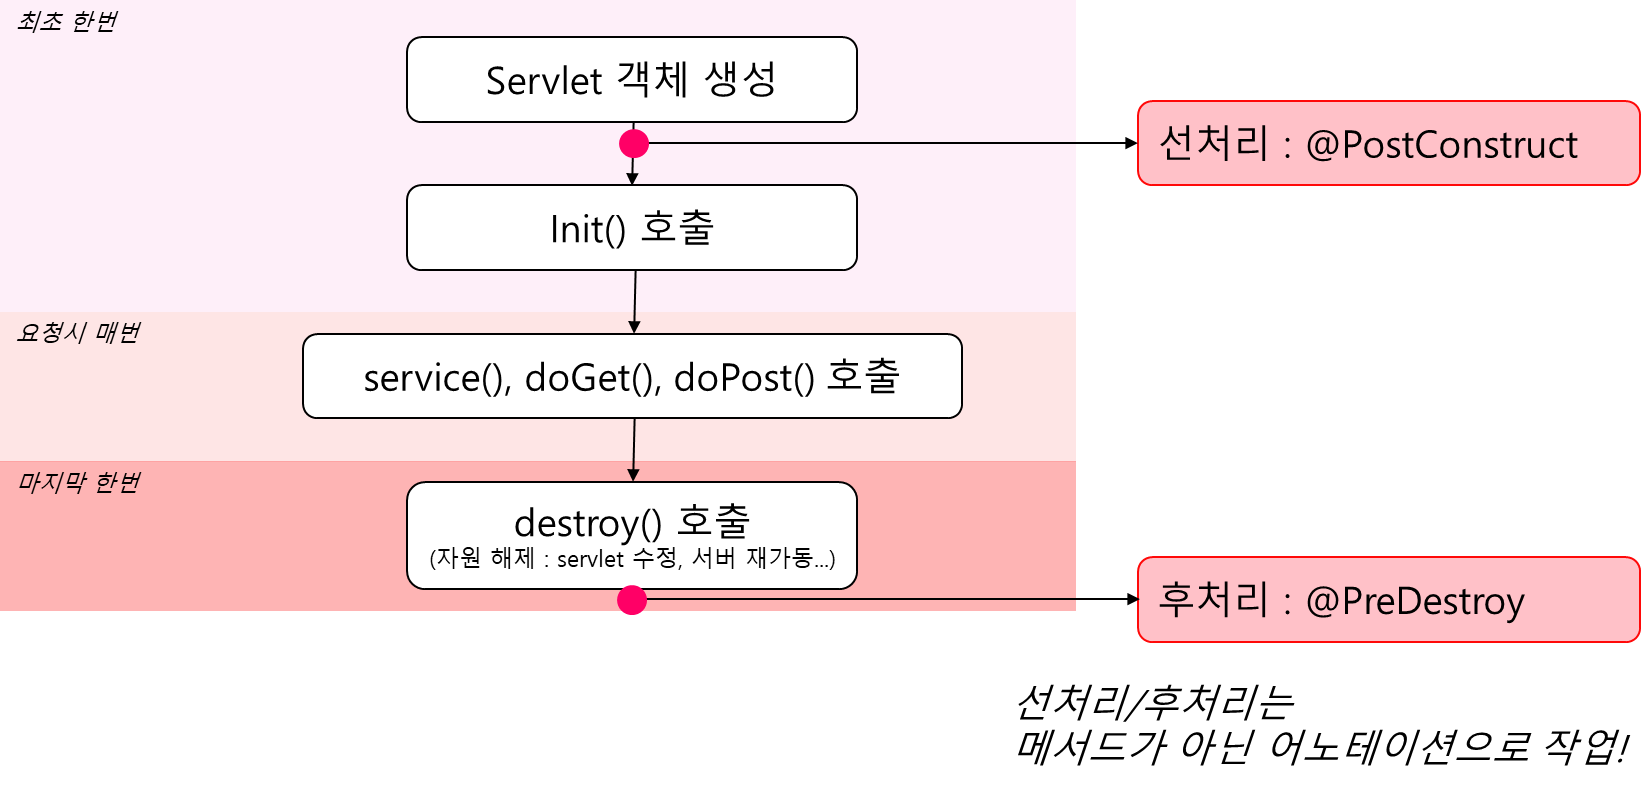 최초 한번
Servlet 객체 생성
선처리 : @PostConstruct
Init() 호출
요청시 매번
service(), doGet(), doPost() 호출
마지막 한번
destroy() 호출
(자원 해제 : servlet 수정, 서버 재가동...)
후처리 : @PreDestroy
선처리/후처리는
메서드가 아닌 어노테이션으로 작업!